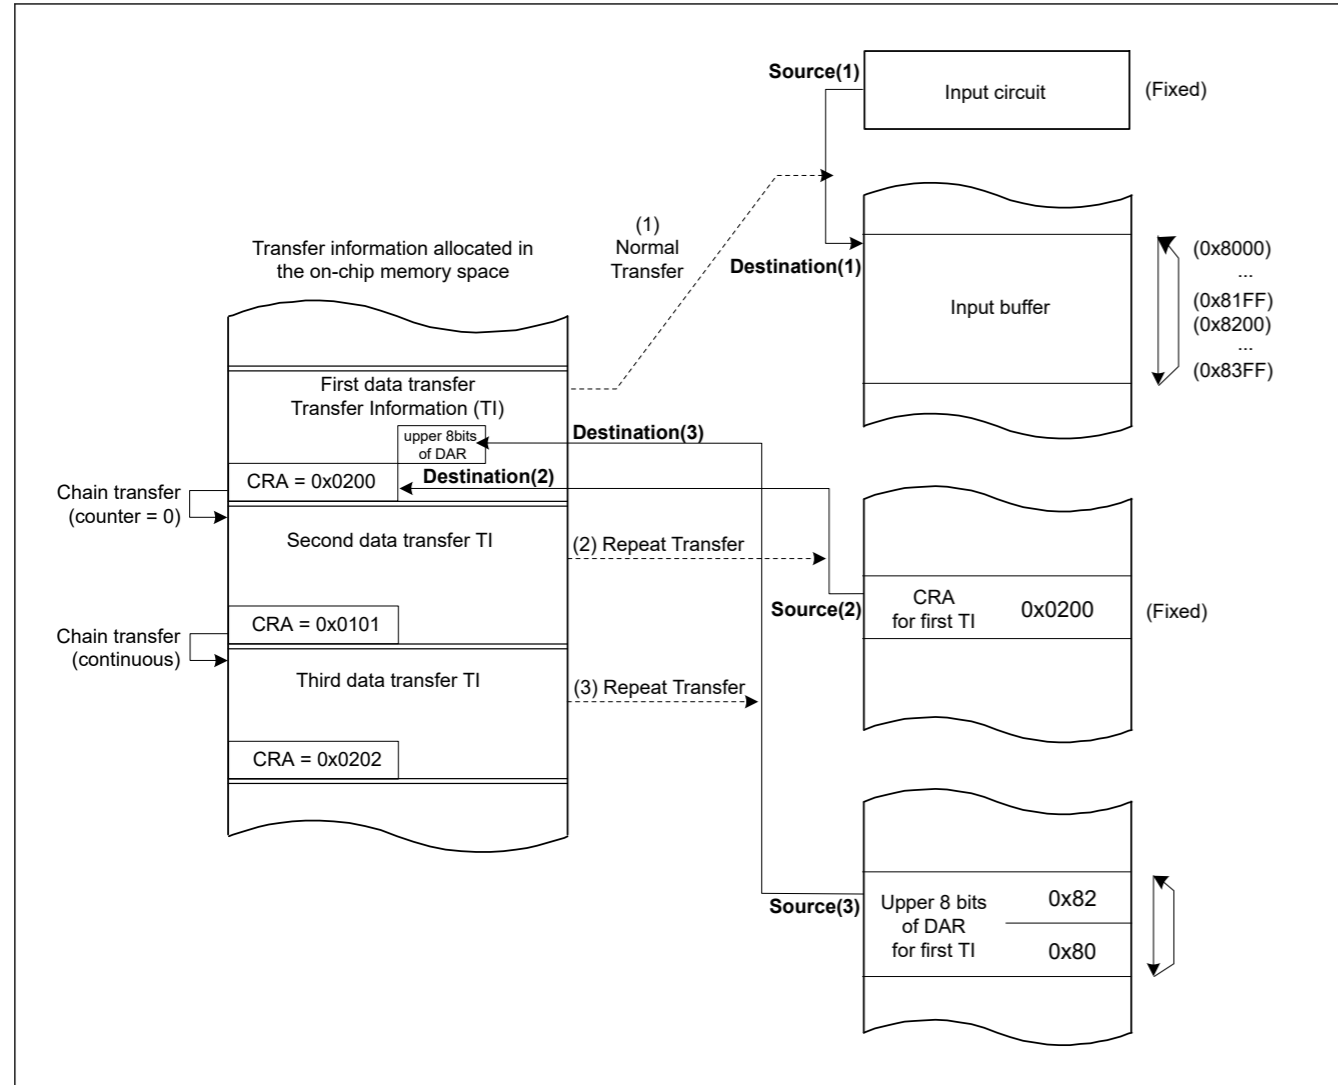 Source(1)
Input circuit
(Fixed)
(1)
Normal
Transfer
Transfer information allocated in
the on-chip memory space
Destination(1)
Input buffer
(0x8000)
...
(0x81FF)
(0x8200)
...
(0x83FF)
First data transfer
Transfer Information (TI)
upper 8bits
of DAR
Destination(3)
CRA = 0x0200
Destination(2)
Chain transfer
(counter = 0)
Second data transfer TI
(2) Repeat Transfer
Source(2)
CRA
for first TI
0x0200
(Fixed)
CRA = 0x0101
Chain transfer
(continuous)
Third data transfer TI
(3) Repeat Transfer
CRA = 0x0202
Source(3)
Upper 8 bits
of DAR
for first TI
0x82
0x80